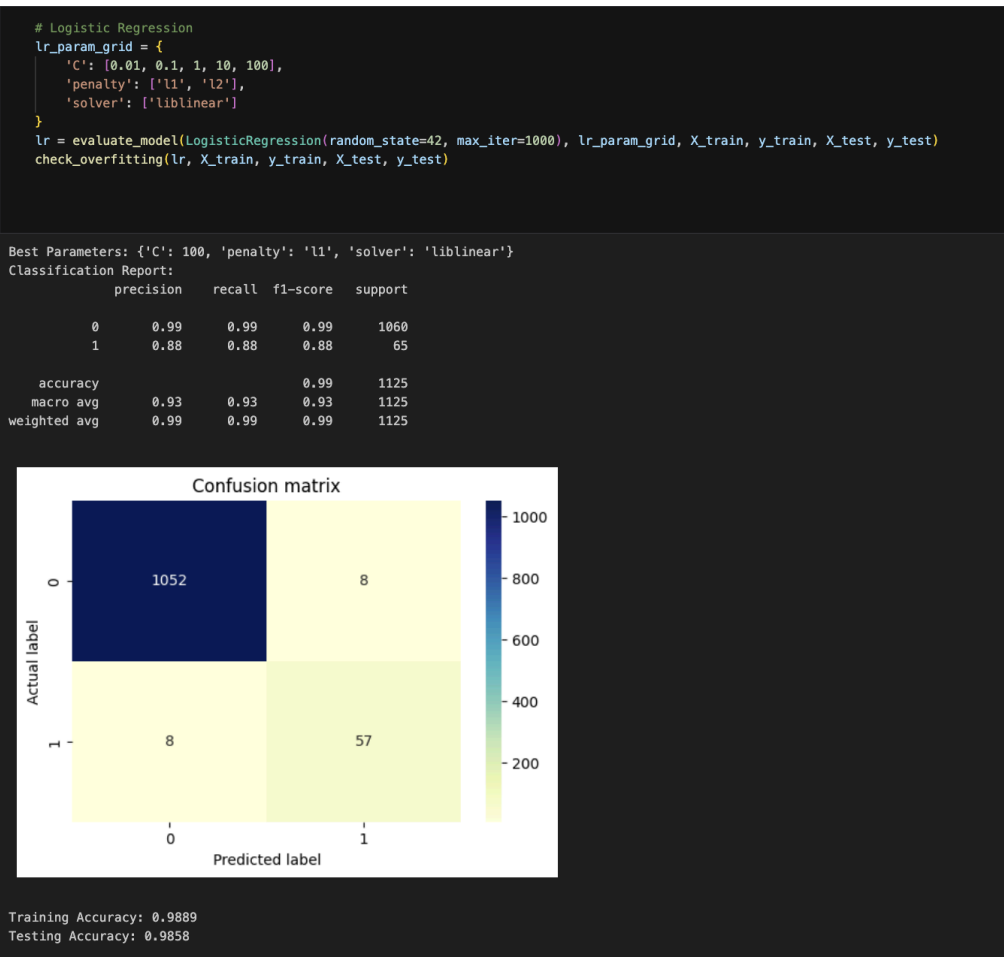 # Logistic Regression
lr_param_grid = {
    'C': [0.01, 0.1, 1, 10, 100],
    'penalty': ['l1', 'l2'],
    'solver': ['liblinear']
}
lr = evaluate_model(LogisticRegression(random_state=42, max_iter=1000), lr_param_grid, X_train, y_train, X_test, y_test)
check_overfitting(lr, X_train, y_train, X_test, y_test)
Best Parameters: {'C': 100, 'penalty': 'l1', 'solver': 'liblinear'}
Classification Report:
              precision    recall  f1-score   support
           0       0.99      0.99      0.99      1060
           1       0.88      0.88      0.88        65
    accuracy                           0.99      1125
   macro avg       0.93      0.93      0.93      1125
weighted avg       0.99      0.99      0.99      1125
Confusion matrix
1000
0 1052 8
800
600
Actual label
400
1 8 57
200
0 1
Predicted label
Training Accuracy: 0.9889
Testing Accuracy: 0.9858